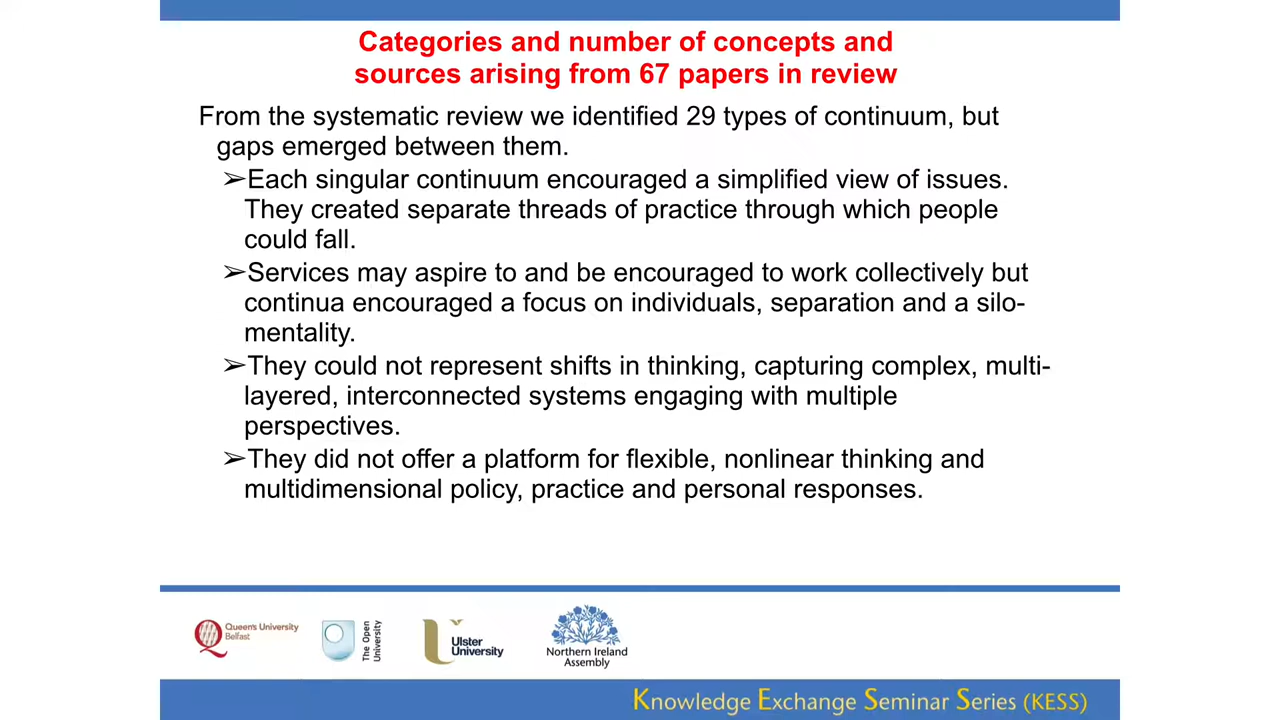 Categories and number of concepts and
sources arising from 67 papers in review
From the systematic review we identified 29 types of continuum, but
gaps emerged between them.
➢Each singular continuum encouraged a simplified view of issues.
They created separate threads of practice through which people
could fall.
➢Services may aspire to and be encouraged to work collectively but
continua encouraged a focus on individuals, separation and a silo-
mentality.
➢They could not represent shifts in thinking, capturing complex, multi-
layered, interconnected systems engaging with multiple
perspectives.
➢They did not offer a platform for flexible, nonlinear thinking and
multidimensional policy, practice and personal responses.
Queen's University
Belfast
The Open
University
Ulster
University
Northern Ireland
Assembly
Knowledge Exchange Seminar Series (KESS)